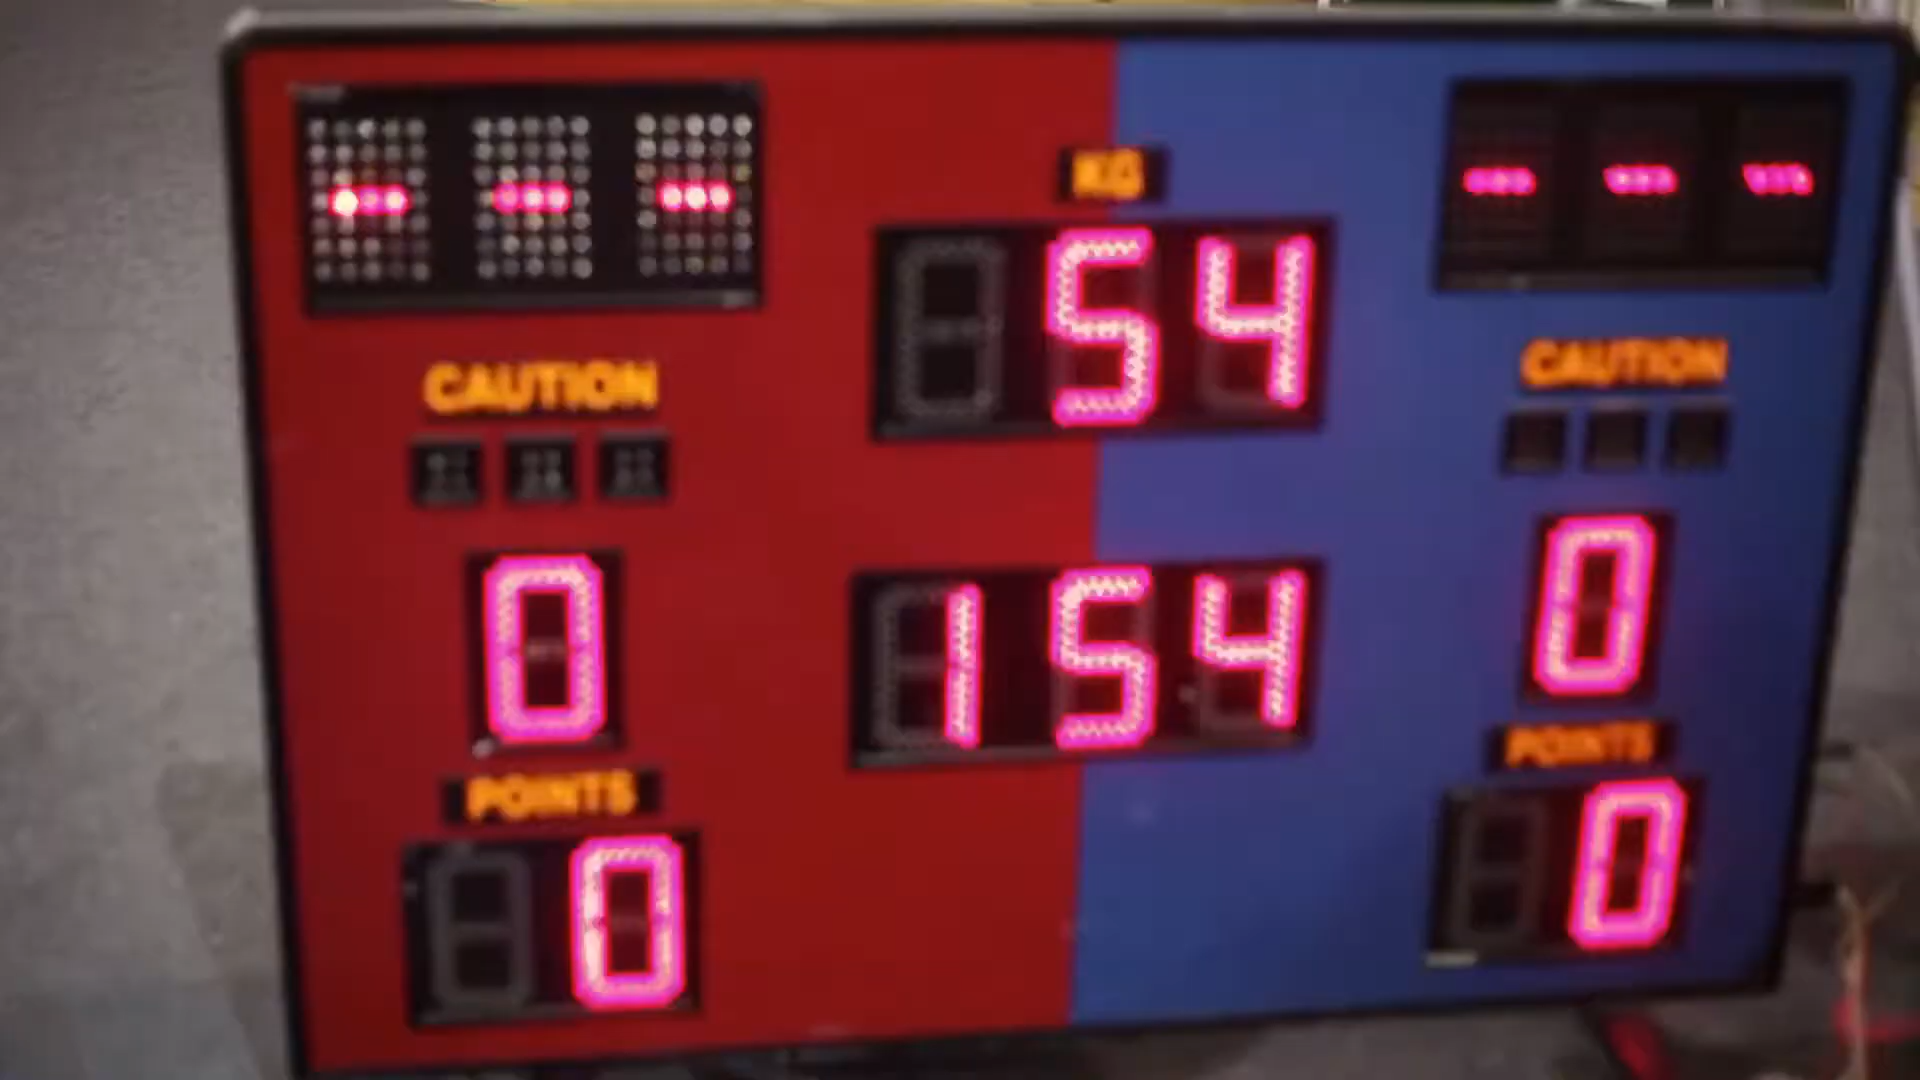 --- --- ---
KG
54
CAUTION
0
POINTS
0
154
--- --- ---
CAUTION
0
POINTS
0